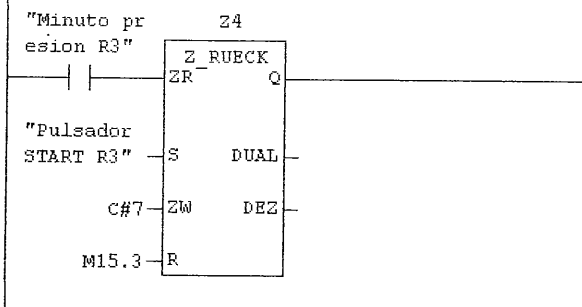 "Minuto pr
esion R3"
Z4
Z_RUECK
ZR
Q
"Pulsador
START R3"
S
DUAL
C#7
ZW
DEZ
M15.3
R